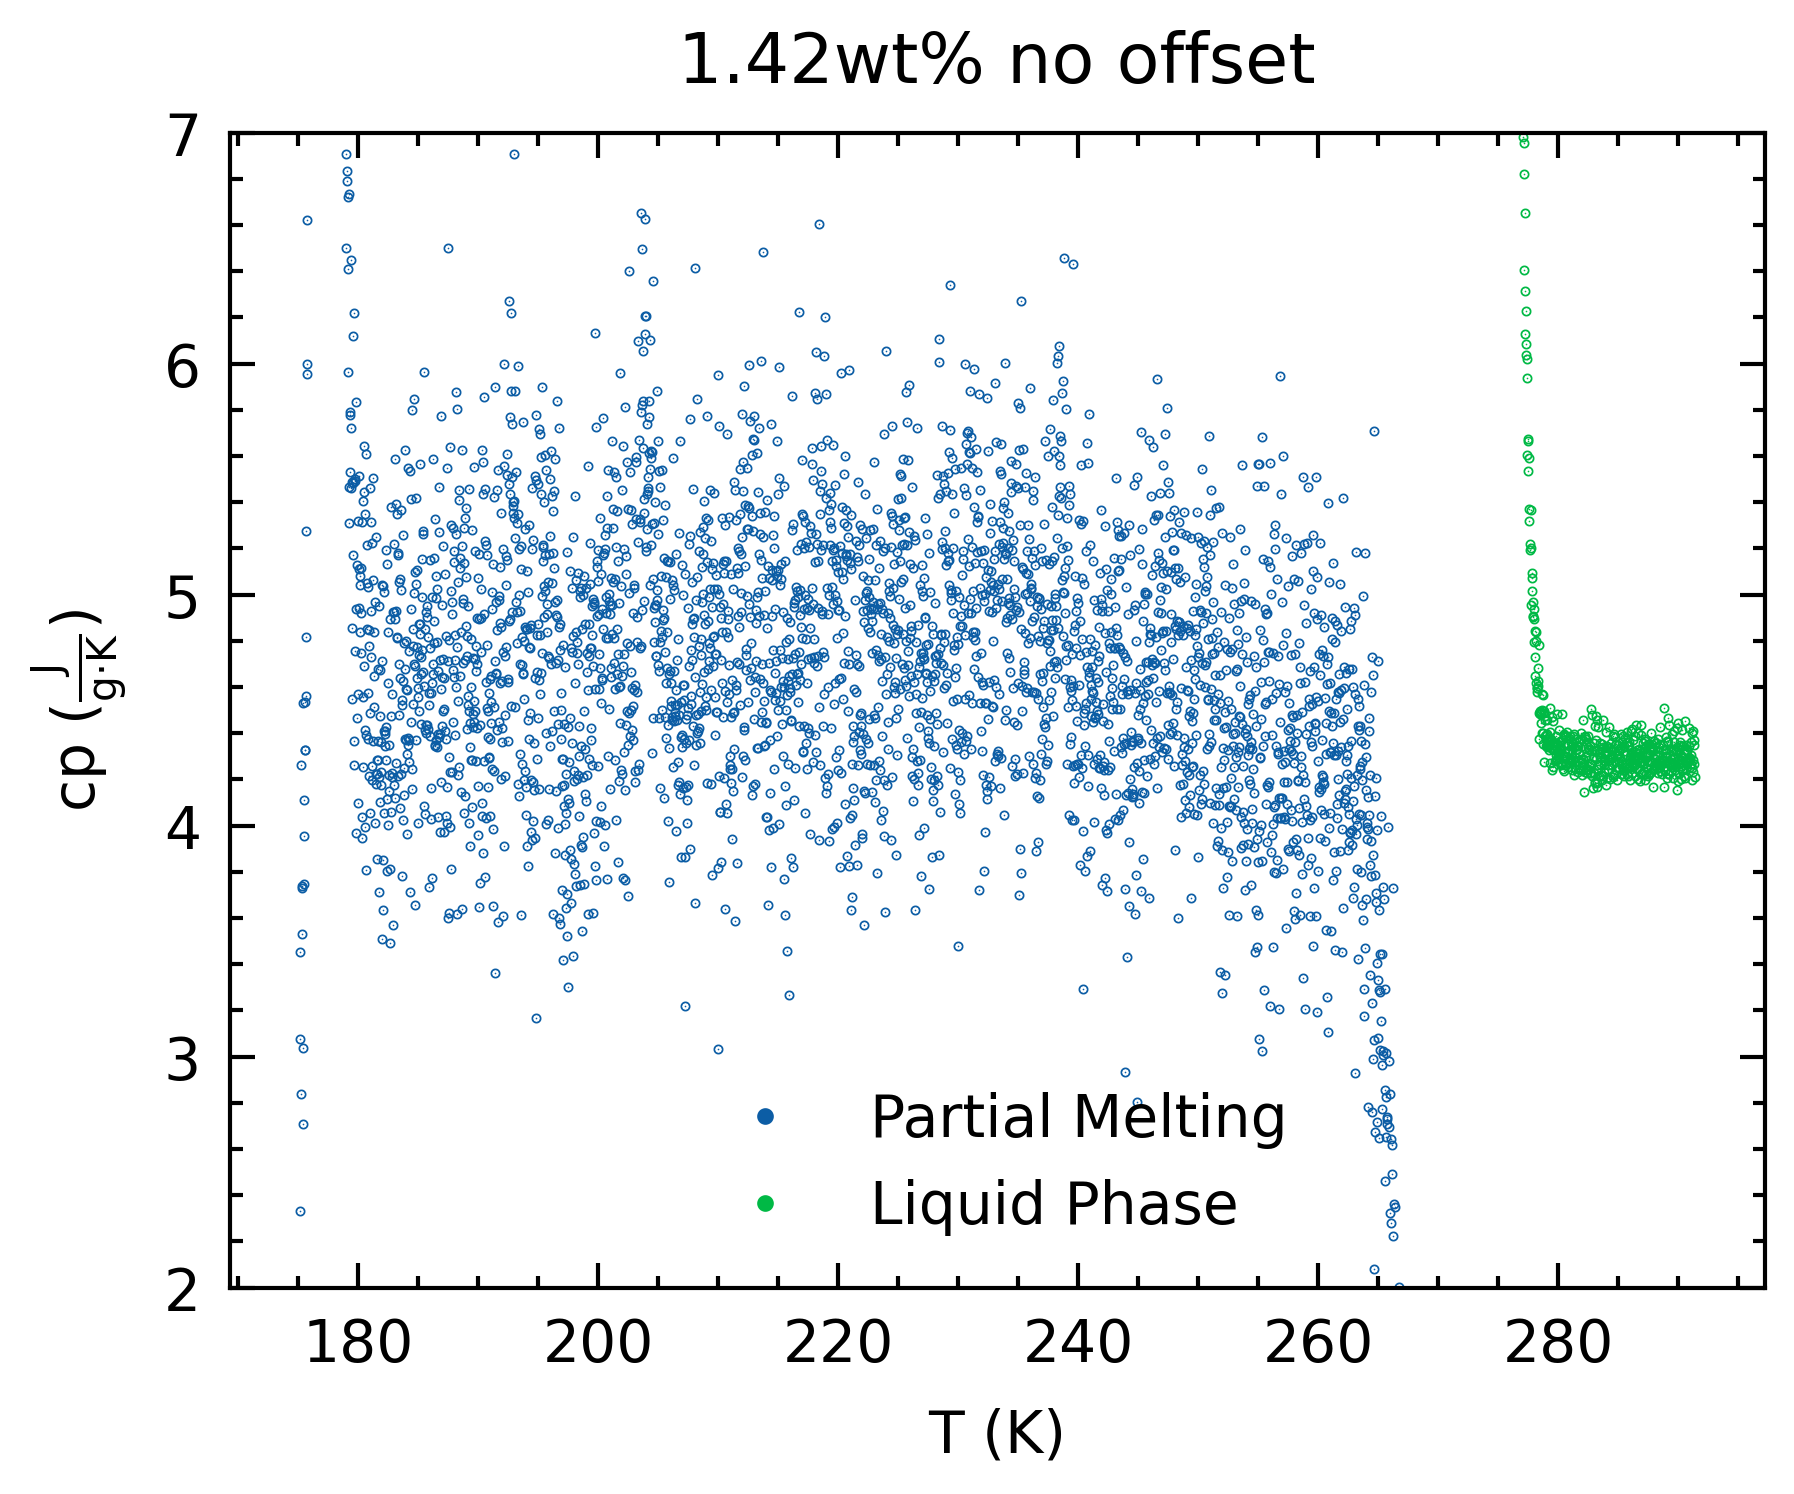 1.42wt% no offset
7
6
5
4
3
2
cp (J/g·K)
Partial Melting
Liquid Phase
180 200 220 240 260 280
T (K)